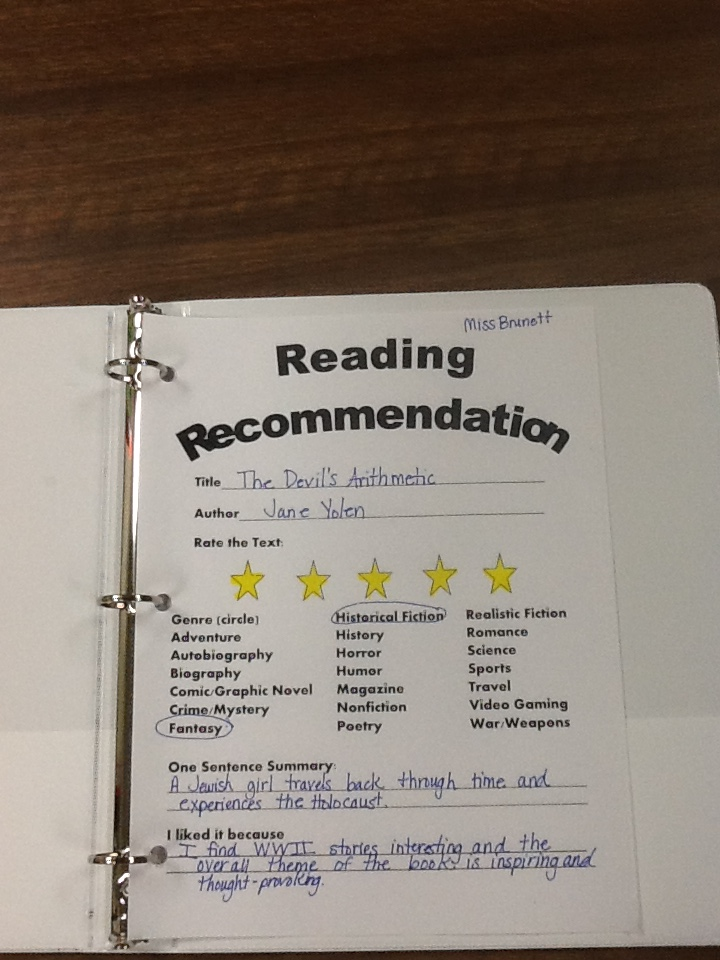 Miss Brunett
Reading
Recommendation
Title The Devil's Arithmetic
Author Jane Yolen
Rate the Text:
Genre (circle) Historical Fiction Realistic Fiction
Adventure History Romance
Autobiography Horror Science
Biography Humor Sports
Comic/Graphic Novel Magazine Travel
Crime/Mystery Nonfiction Video Gaming
Fantasy Poetry War/Weapons
One Sentence Summary:
A Jewish girl travels back through time and
experiences the Holocaust.
I liked it because
I find WWII stories interesting and the
overall theme of the book is inspiring and
thought-provoking.